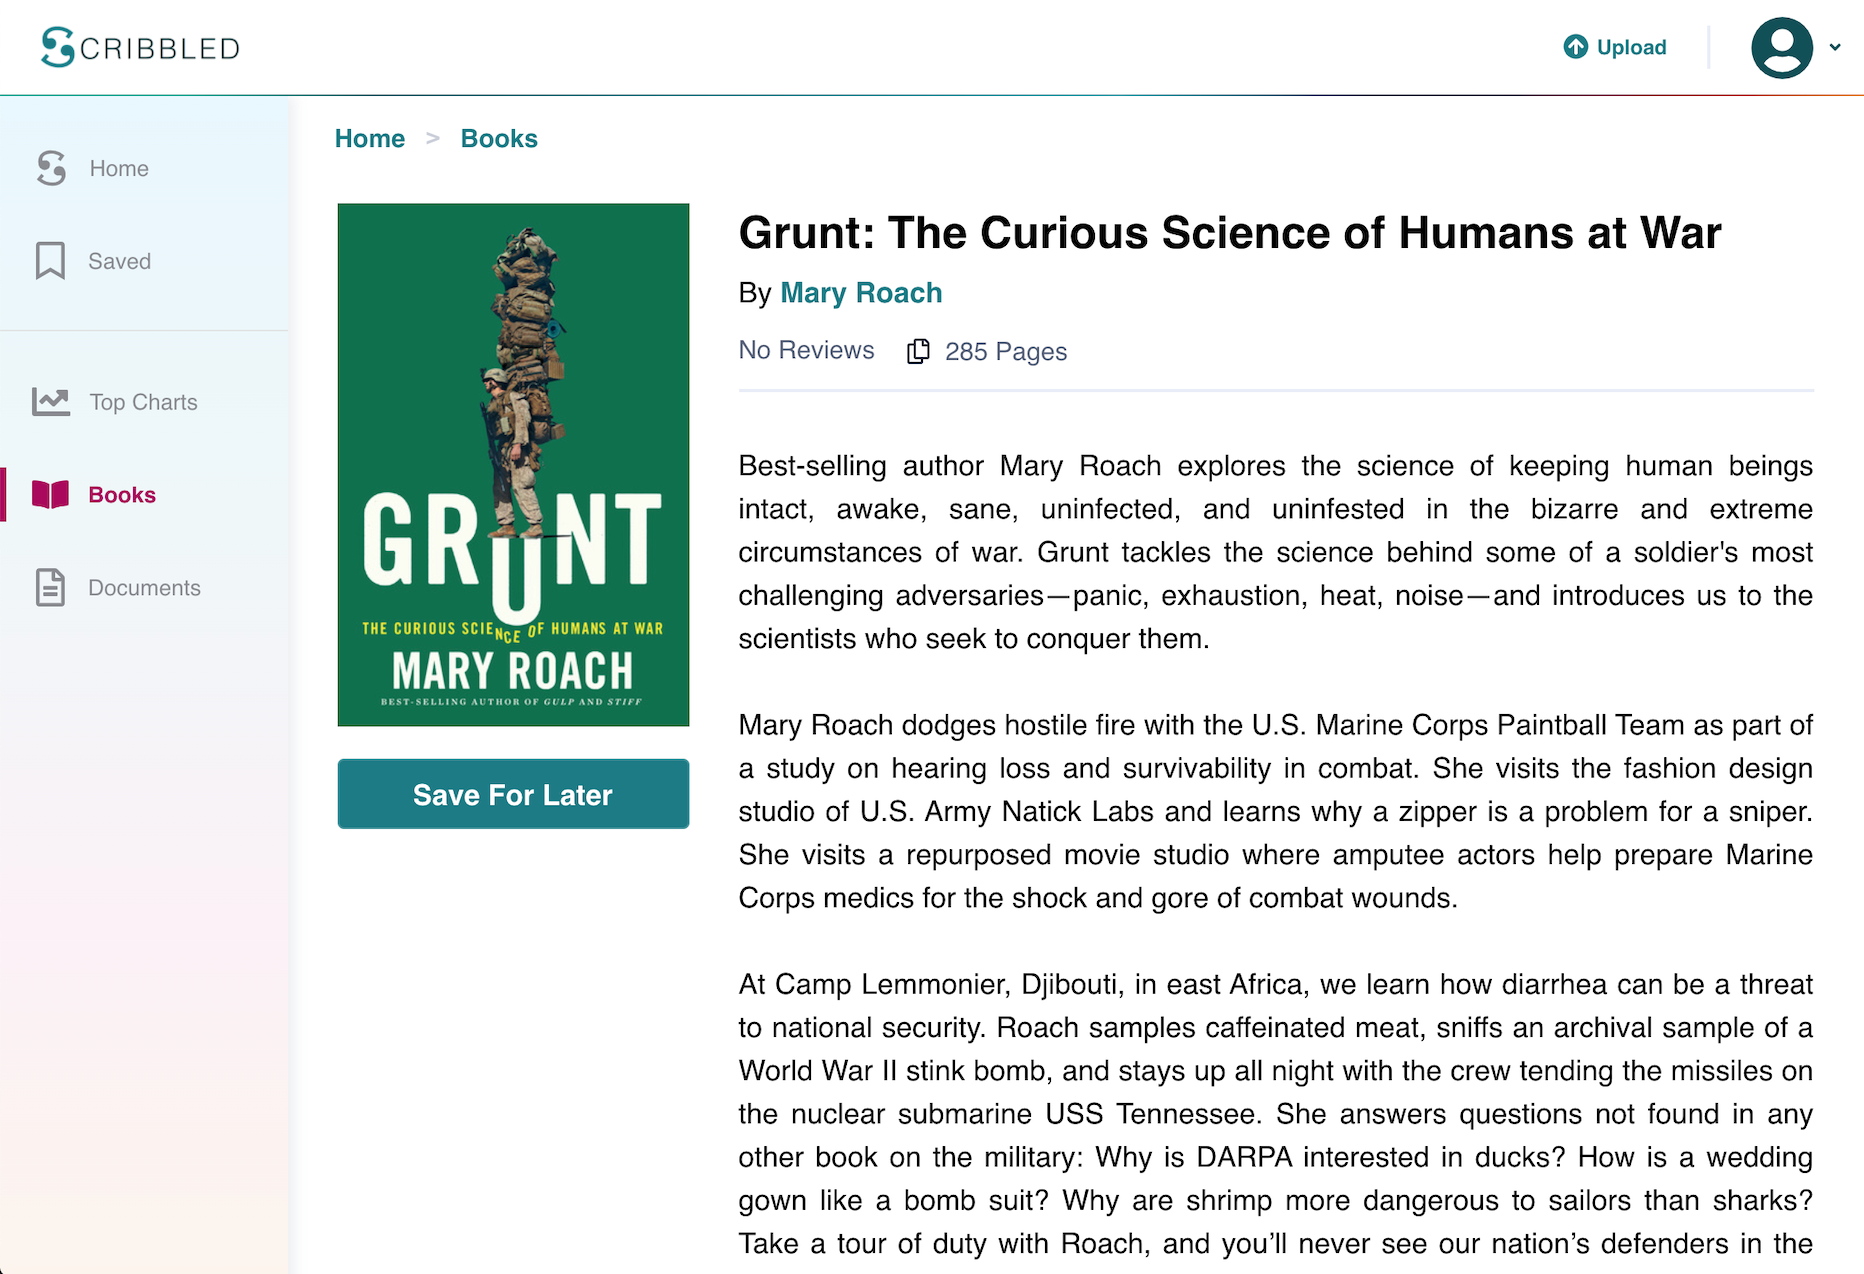 SCRIBBLED
Upload
Home
Saved
Top Charts
Books
Documents
Home > Books
GRUNT
THE CURIOUS SCIENCE OF HUMANS AT WAR
MARY ROACH
BEST-SELLING AUTHOR OF GULP AND STIFF
Save For Later
Grunt: The Curious Science of Humans at War
By Mary Roach
No Reviews 285 Pages
Best-selling author Mary Roach explores the science of keeping human beings
intact, awake, sane, uninfected, and uninfested in the bizarre and extreme
circumstances of war. Grunt tackles the science behind some of a soldier's most
challenging adversaries—panic, exhaustion, heat, noise—and introduces us to the
scientists who seek to conquer them.
Mary Roach dodges hostile fire with the U.S. Marine Corps Paintball Team as part of
a study on hearing loss and survivability in combat. She visits the fashion design
studio of U.S. Army Natick Labs and learns why a zipper is a problem for a sniper.
She visits a repurposed movie studio where amputee actors help prepare Marine
Corps medics for the shock and gore of combat wounds.
At Camp Lemmonier, Djibouti, in east Africa, we learn how diarrhea can be a threat
to national security. Roach samples caffeinated meat, sniffs an archival sample of a
World War II stink bomb, and stays up all night with the crew tending the missiles on
the nuclear submarine USS Tennessee. She answers questions not found in any
other book on the military: Why is DARPA interested in ducks? How is a wedding
gown like a bomb suit? Why are shrimp more dangerous to sailors than sharks?
Take a tour of duty with Roach, and you’ll never see our nation’s defenders in the